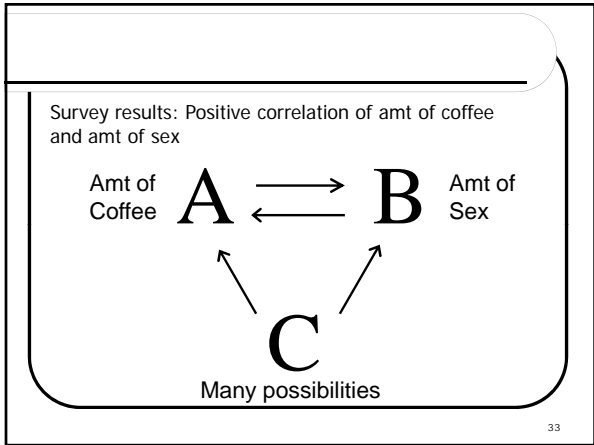 Survey results: Positive correlation of amt of coffee
and amt of sex
Amt of
Coffee
A
B
Amt of
Sex
C
Many possibilities
33